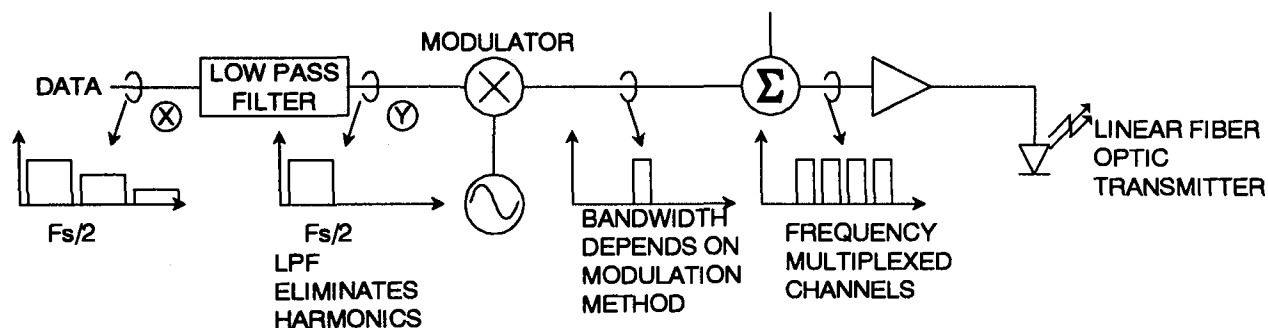 MODULATOR
DATA
LOW PASS
FILTER
X
Y
Σ
LINEAR FIBER
OPTIC
TRANSMITTER
Fs/2
Fs/2
LPF
ELIMINATES
HARMONICS
BANDWIDTH
DEPENDS ON
MODULATION
METHOD
FREQUENCY
MULTIPLEXED
CHANNELS